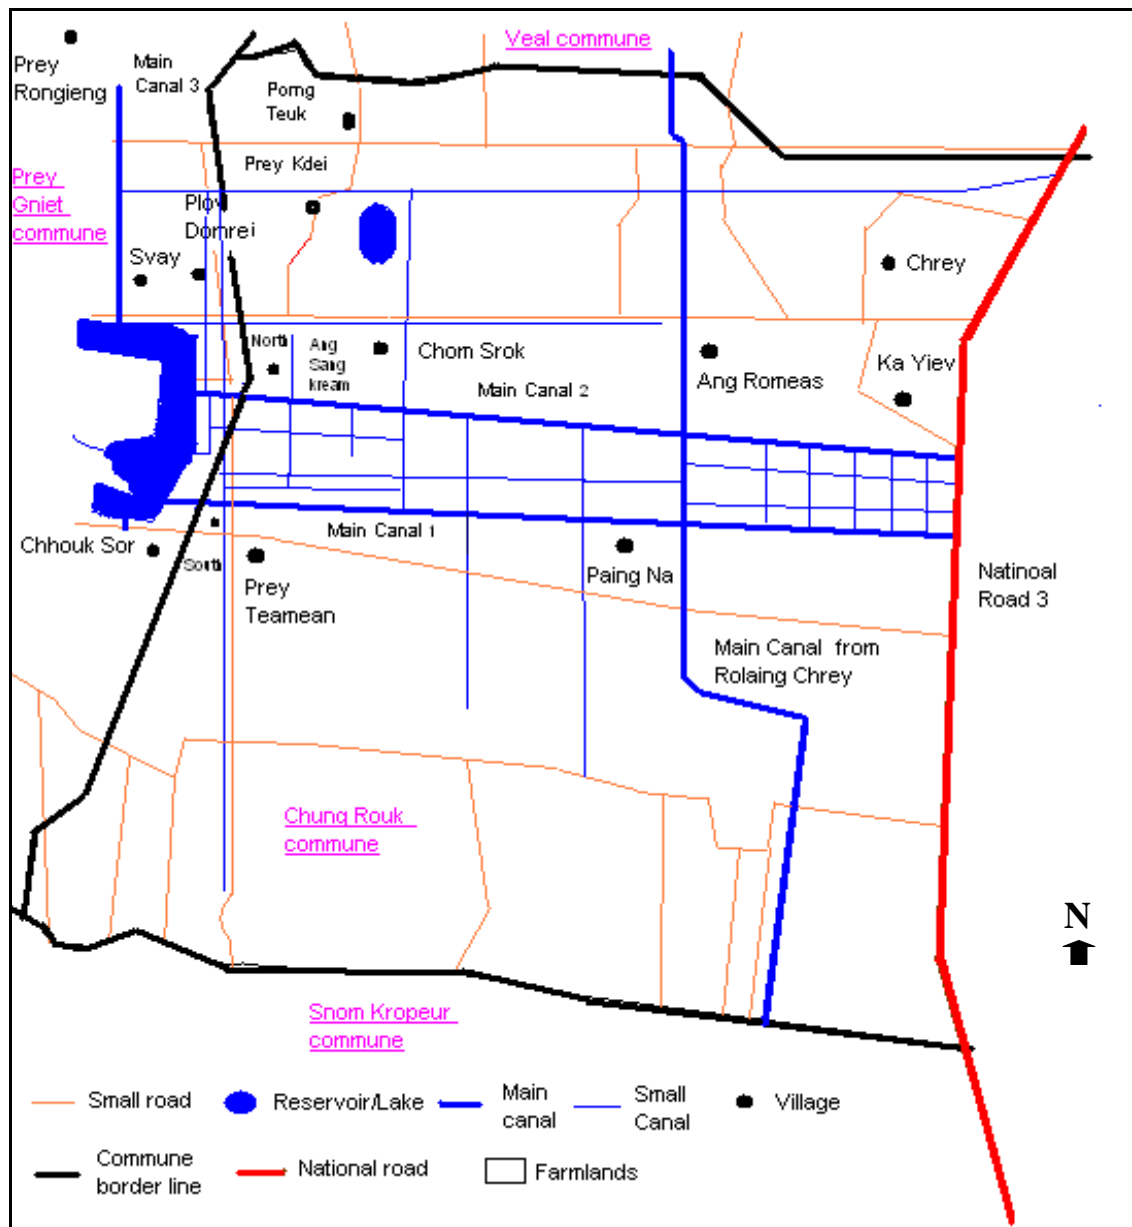 Veal commune
Prey
Rongieng
Main
Canal 3
Porng
Teuk
Prey Kdei
Prey
Gniet
commune
Plov
Domrei
Svay
Chrey
North
Ang
Sang
kream
Chom Srok
Ang Romeas
Ka Yiev
Main Canal 2
Main Canal 1
Chhouk Sor
South
Prey
Teamean
Paing Na
Natinoal
Road 3
Main Canal from
Rolaing Chrey
Chung Rouk
commune
N
Snom Kropeur
commune
Small road
Reservoir/Lake
Main
canal
Small
Canal
Village
Commune
border line
National road
Farmlands